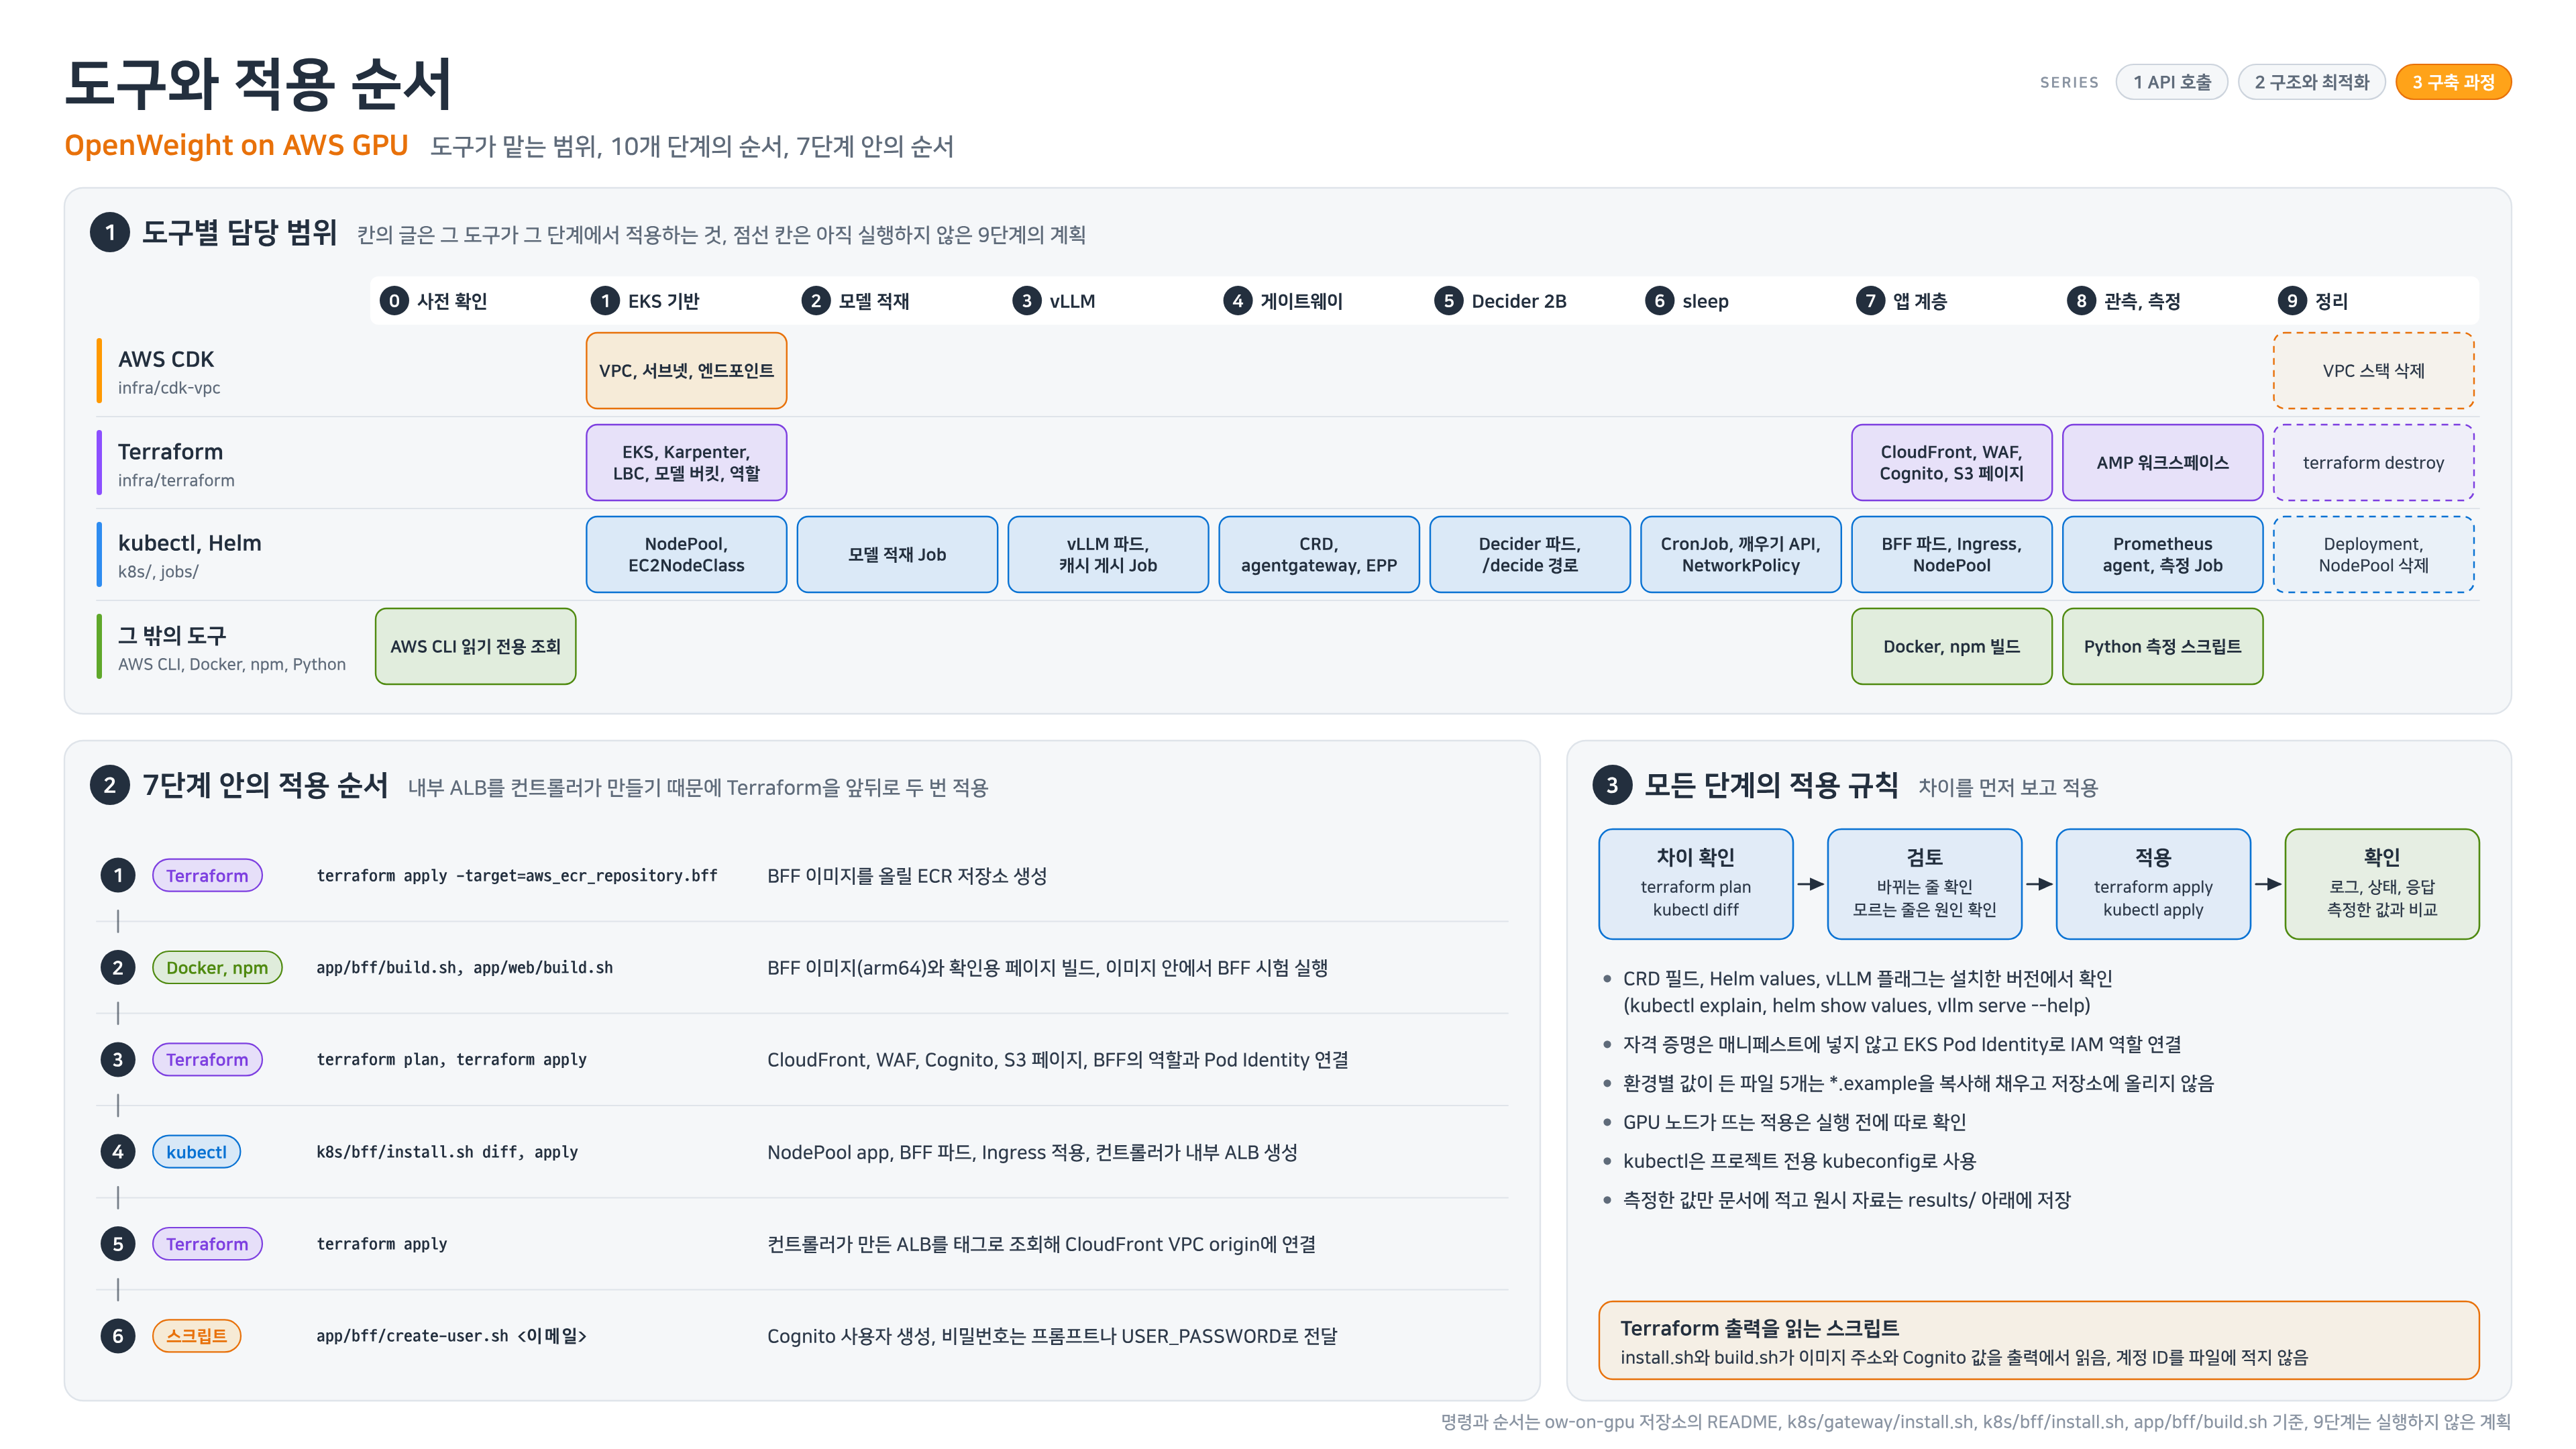 도구와 적용 순서
SERIES
1 API 호출
2 구조와 최적화
3 구축 과정
OpenWeight on AWS GPU 도구가 맡는 범위, 10개 단계의 순서, 7단계 안의 순서
1 도구별 담당 범위 칸의 글은 그 도구가 그 단계에서 적용하는 것, 점선 칸은 아직 실행하지 않은 9단계의 계획
0 사전 확인
1 EKS 기반
2 모델 적재
3 vLLM
4 게이트웨이
5 Decider 2B
6 sleep
7 앱 계층
8 관측, 측정
9 정리
AWS CDK
infra/cdk-vpc
VPC, 서브넷, 엔드포인트
VPC 스택 삭제
Terraform
infra/terraform
EKS, Karpenter,
LBC, 모델 버킷, 역할
CloudFront, WAF,
Cognito, S3 페이지
AMP 워크스페이스
terraform destroy
kubectl, Helm
k8s/, jobs/
NodePool,
EC2NodeClass
모델 적재 Job
vLLM 파드,
캐시 게시 Job
CRD,
agentgateway, EPP
Decider 파드,
/decide 경로
CronJob, 깨우기 API,
NetworkPolicy
BFF 파드, Ingress,
NodePool
Prometheus
agent, 측정 Job
Deployment,
NodePool 삭제
그 밖의 도구
AWS CLI, Docker, npm, Python
AWS CLI 읽기 전용 조회
Docker, npm 빌드
Python 측정 스크립트
2 7단계 안의 적용 순서 내부 ALB를 컨트롤러가 만들기 때문에 Terraform을 앞뒤로 두 번 적용
1 Terraform terraform apply -target=aws_ecr_repository.bff BFF 이미지를 올릴 ECR 저장소 생성
2 Docker, npm app/bff/build.sh, app/web/build.sh BFF 이미지(arm64)와 확인용 페이지 빌드, 이미지 안에서 BFF 시험 실행
3 Terraform terraform plan, terraform apply CloudFront, WAF, Cognito, S3 페이지, BFF의 역할과 Pod Identity 연결
4 kubectl k8s/bff/install.sh diff, apply NodePool app, BFF 파드, Ingress 적용, 컨트롤러가 내부 ALB 생성
5 Terraform terraform apply 컨트롤러가 만든 ALB를 태그로 조회해 CloudFront VPC origin에 연결
6 스크립트 app/bff/create-user.sh <이메일> Cognito 사용자 생성, 비밀번호는 프롬프트나 USER_PASSWORD로 전달
3 모든 단계의 적용 규칙 차이를 먼저 보고 적용
차이 확인
terraform plan
kubectl diff
검토
바뀌는 줄 확인
모르는 줄은 원인 확인
적용
terraform apply
kubectl apply
확인
로그, 상태, 응답
측정한 값과 비교
• CRD 필드, Helm values, vLLM 플래그는 설치한 버전에서 확인
(kubectl explain, helm show values, vllm serve --help)
• 자격 증명은 매니페스트에 넣지 않고 EKS Pod Identity로 IAM 역할 연결
• 환경별 값이 든 파일 5개는 *.example을 복사해 채우고 저장소에 올리지 않음
• GPU 노드가 뜨는 적용은 실행 전에 따로 확인
• kubectl은 프로젝트 전용 kubeconfig로 사용
• 측정한 값만 문서에 적고 원시 자료는 results/ 아래에 저장
Terraform 출력을 읽는 스크립트
install.sh와 build.sh가 이미지 주소와 Cognito 값을 출력에서 읽음, 계정 ID를 파일에 적지 않음
명령과 순서는 ow-on-gpu 저장소의 README, k8s/gateway/install.sh, k8s/bff/install.sh, app/bff/build.sh 기준, 9단계는 실행하지 않은 계획